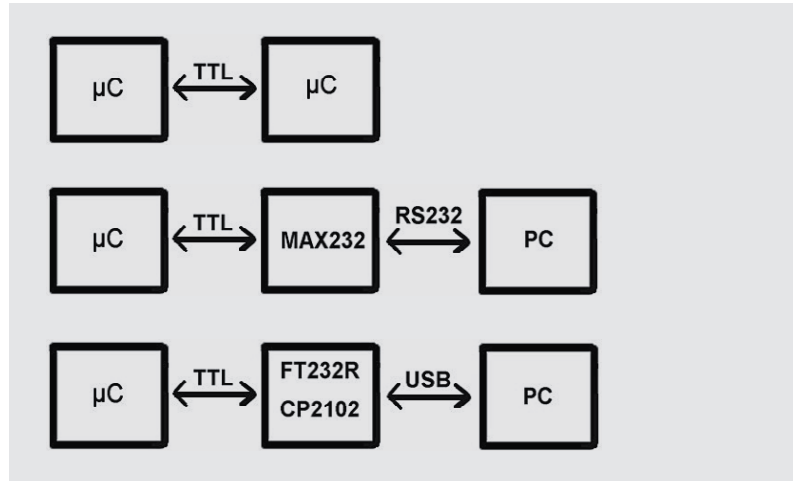 TTL
µC
µC
TTL
RS232
µC
MAX232
PC
TTL
FT232R
USB
µC
CP2102
PC